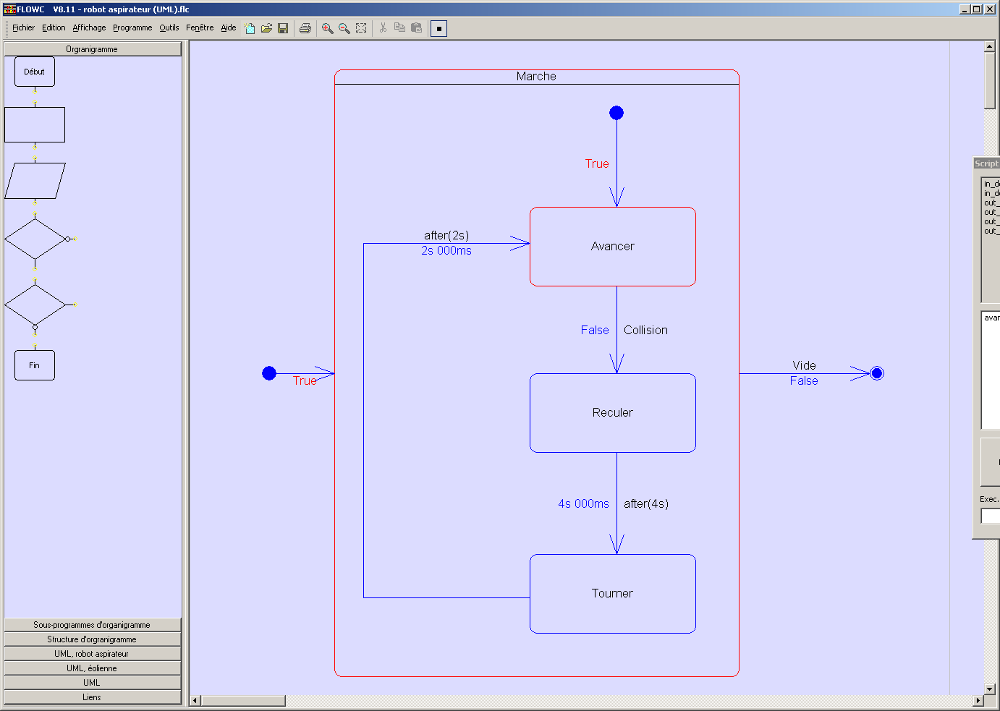 FLOWC V8.11 - robot aspirateur (UML).flc
Fichier Edition Affichage Programme Outils Fenêtre Aide
Orgranigramme
Début
Fin
Sous-programmes d'organigramme
Structure d'orgranigramme
UML, robot aspirateur
UML, éolienne
UML
Liens
Marche
True
after(2s)
2s 000ms
Avancer
False Collision
True
Reculer
Vide
False
4s 000ms after(4s)
Tourner
Script
in_d
in_d
out_
out_
out_
out_
avan
Exec.